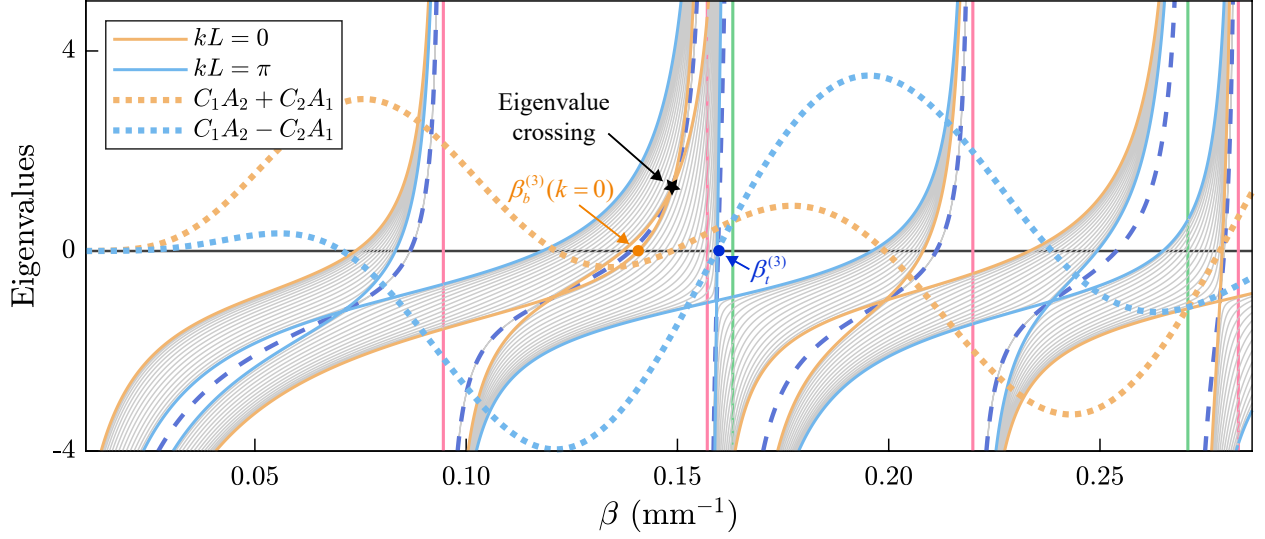 4
kL = 0
kL = π
C₁A₂ + C₂A₁
C₁A₂ − C₂A₁
Eigenvalue
crossing
β_b^(3)(k = 0)
0
β_t^(3)
-4
Eigenvalues
0.05
0.10
0.15
0.20
0.25
β (mm⁻¹)